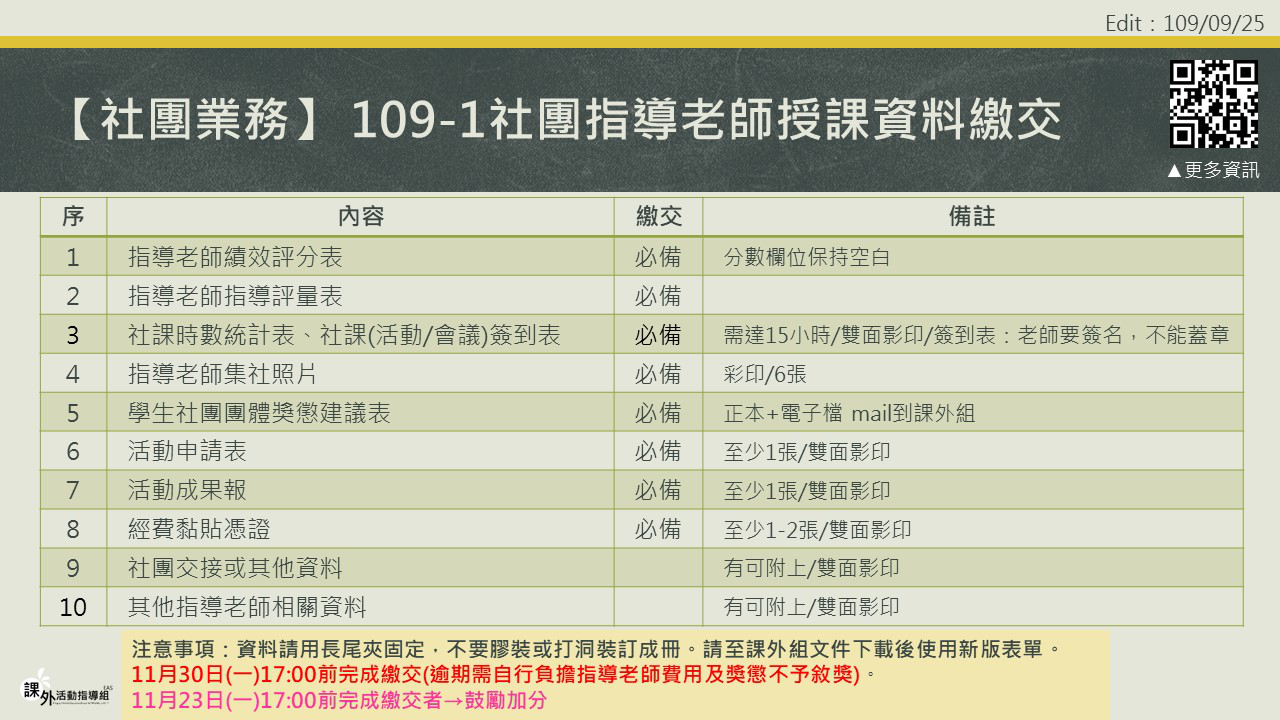 Edit：109/09/25
【社團業務】 109-1社團指導老師授課資料繳交
▲更多資訊
序 內容 繳交 備註
1 指導老師績效評分表 必備 分數欄位保持空白
2 指導老師指導評量表 必備
3 社課時數統計表、社課(活動/會議)簽到表 必備 需達15小時/雙面影印/簽到表：老師要簽名，不能蓋章
4 指導老師集社照片 必備 彩印/6張
5 學生社團團體獎懲建議表 必備 正本+電子檔 mail到課外組
6 活動申請表 必備 至少1張/雙面影印
7 活動成果報 必備 至少1張/雙面影印
8 經費黏貼憑證 必備 至少1-2張/雙面影印
9 社團交接或其他資料 有可附上/雙面影印
10 其他指導老師相關資料 有可附上/雙面影印
注意事項：資料請用長尾夾固定，不要膠裝或打洞裝訂成冊。請至課外組文件下載後使用新版表單。
11月30日(一)17:00前完成繳交(逾期需自行負擔指導老師費用及獎懲不予敘獎)。
11月23日(一)17:00前完成繳交者→鼓勵加分
課外活動指導組 EAS